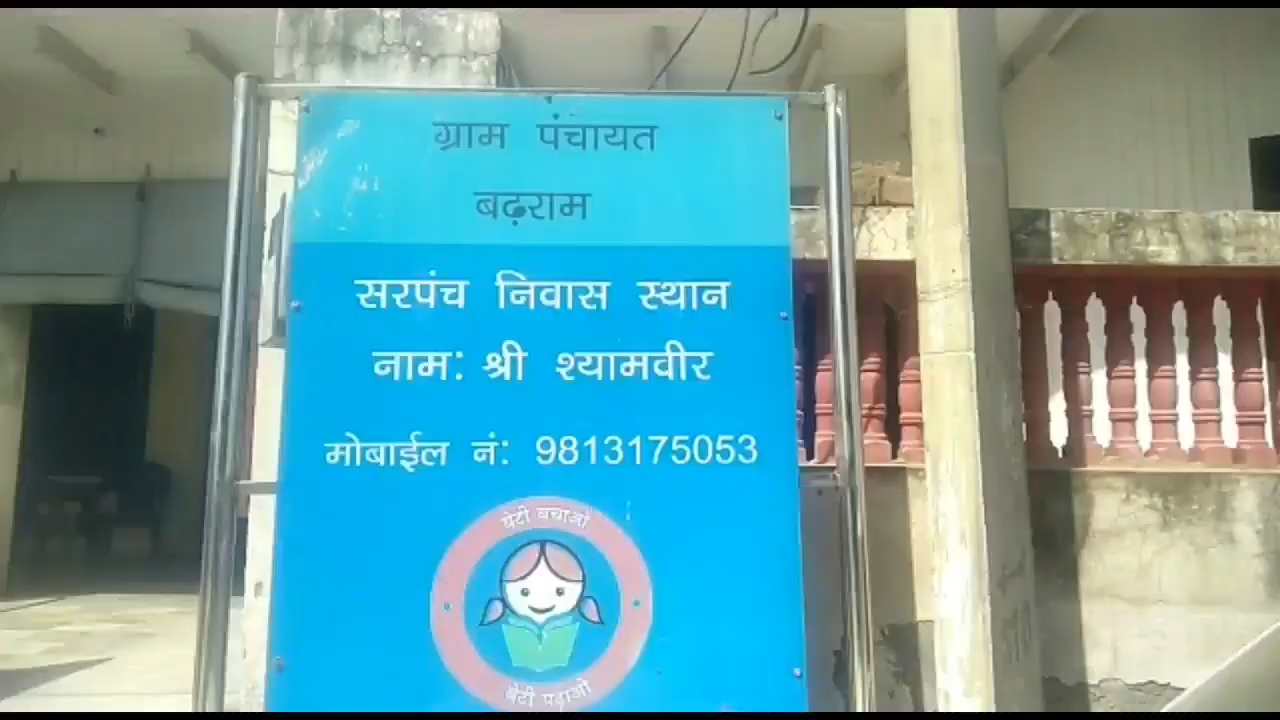 ग्राम पंचायत
बढ़राम
सरपंच निवास स्थान
नाम: श्री श्यामवीर
मोबाईल नं: 9813175053
बेटी बचाओ
बेटी पढ़ाओ